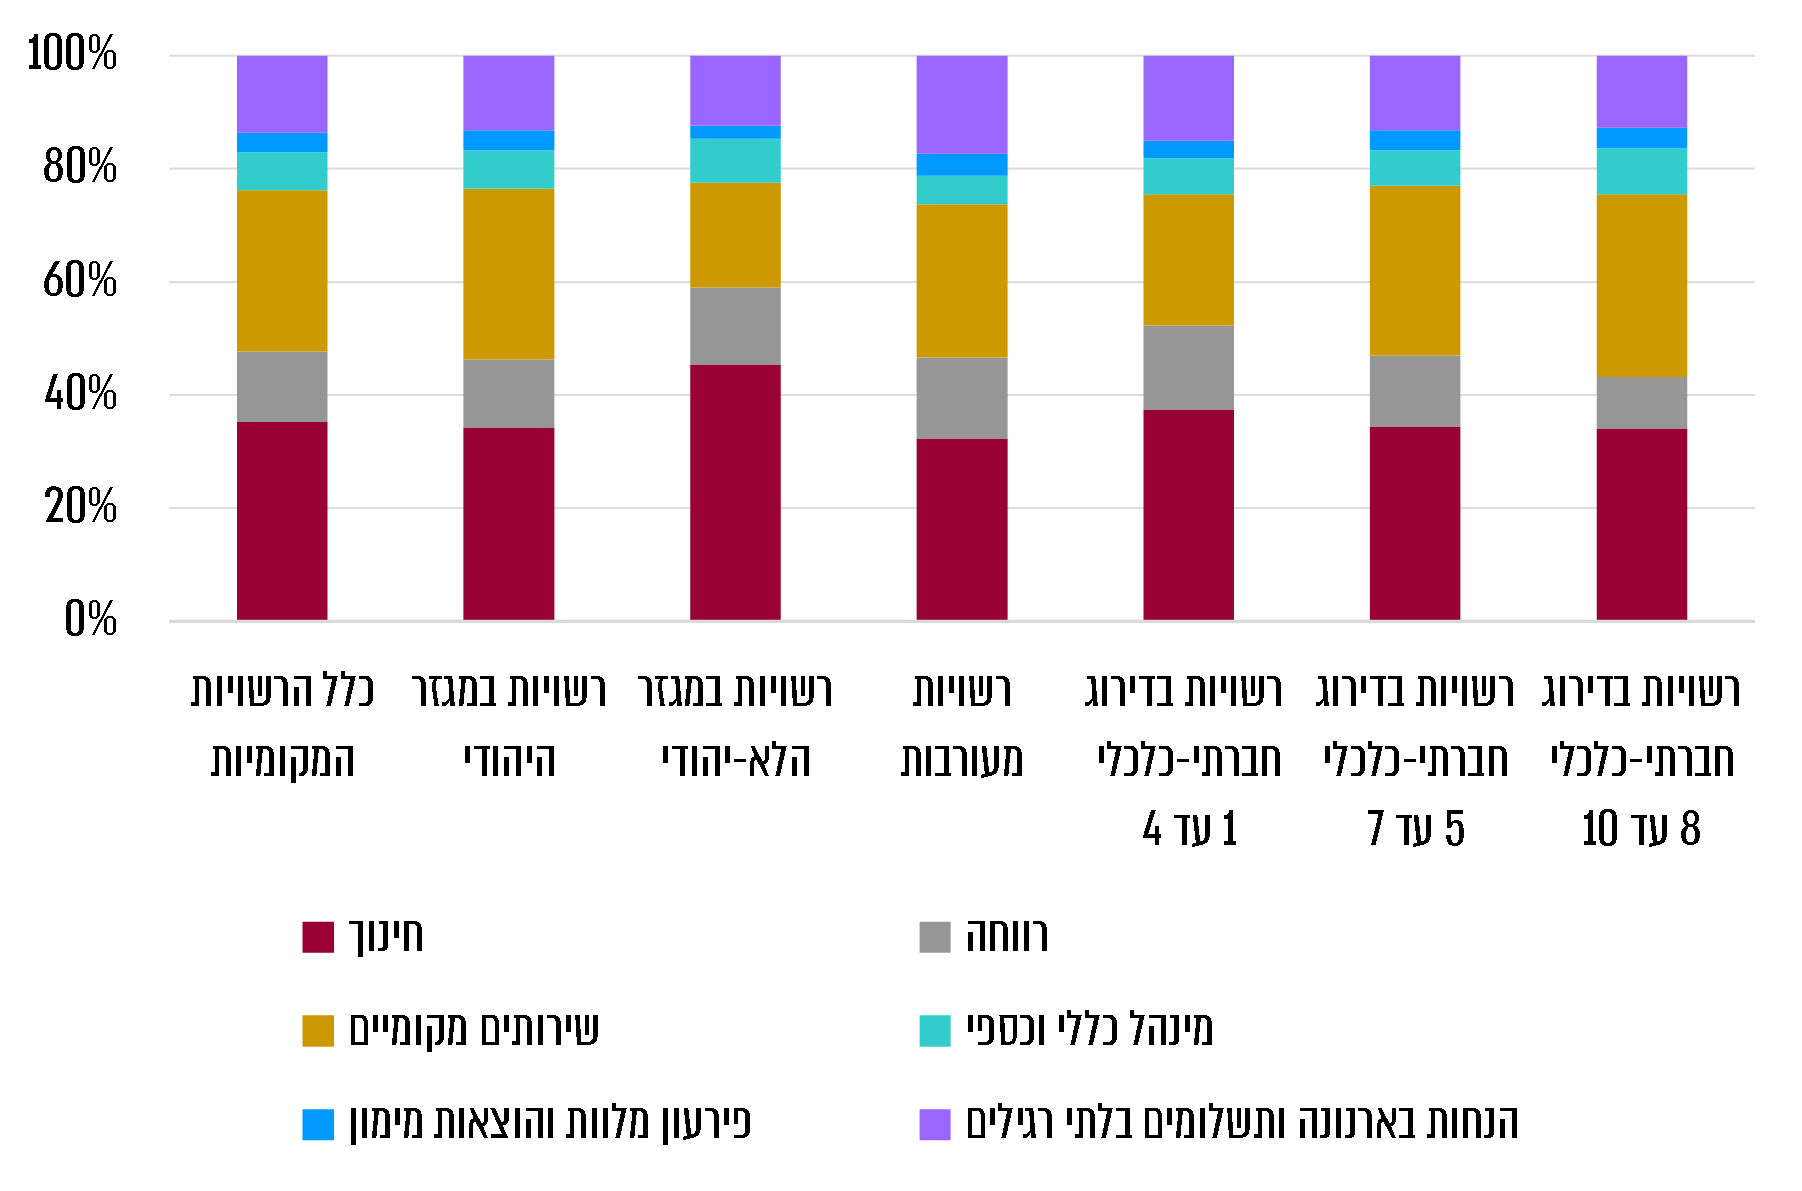 100%
80%
60%
40%
20%
0%
כלל הרשויות
המקומיות
רשויות במגזר
היהודי
רשויות במגזר
הלא-יהודי
רשויות
מעורבות
רשויות בדירוג
חברתי-כלכלי
1 עד 4
רשויות בדירוג
חברתי-כלכלי
5 עד 7
רשויות בדירוג
חברתי-כלכלי
8 עד 10
חינוך
רווחה
שירותים מקומיים
מינהל כללי וכספי
פירעון מלוות והוצאות מימון
הנחות בארנונה ותשלומים בלתי רגילים